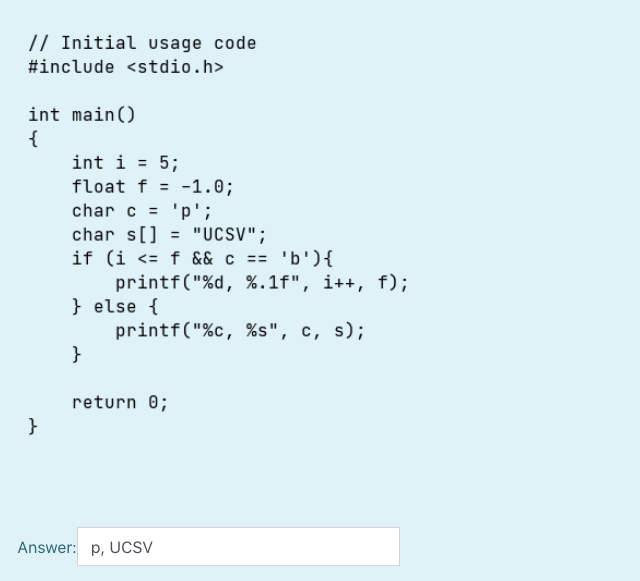 // Initial usage code
#include <stdio.h>
int main()
{
    int i = 5;
    float f = -1.0;
    char c = 'p';
    char s[] = "UCSV";
    if (i <= f && c == 'b'){
        printf("%d, %.1f", i++, f);
    } else {
        printf("%c, %s", c, s);
    }
    return 0;
}
Answer: p, UCSV